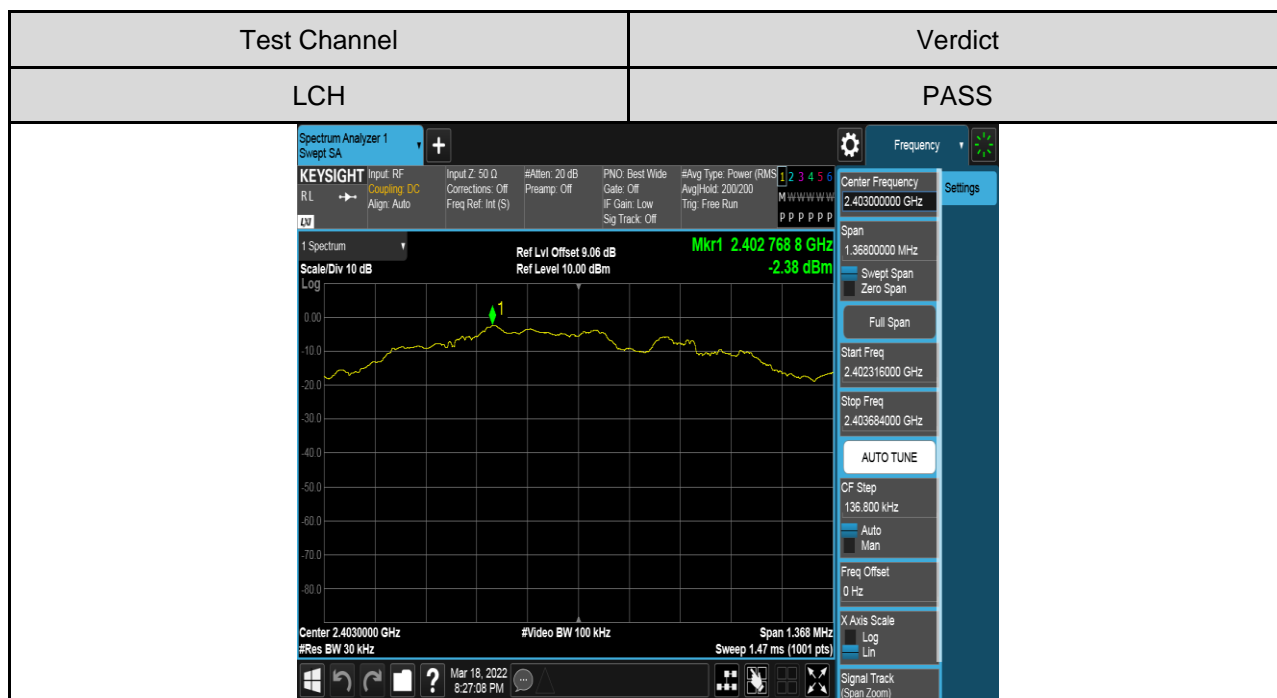 Test Channel
Verdict
LCH
PASS
Spectrum Analyzer 1
Swept SA
+
Frequency
KEYSIGHT
RL
LXI
Input: RF
Coupling: DC
Align: Auto
Input Z: 50 Ω
Corrections: Off
Freq Ref: Int (S)
#Atten: 20 dB
Preamp: Off
PNO: Best Wide
Gate: Off
IF Gain: Low
Sig Track: Off
#Avg Type: Power (RMS
Avg|Hold: 200/200
Trig: Free Run
1 2 3 4 5 6
M W W W W W
P P P P P P
1 Spectrum
Scale/Div 10 dB
Log
Ref Lvl Offset 9.06 dB
Ref Level 10.00 dBm
Mkr1 2.402 768 8 GHz
-2.38 dBm
1
0.00
-10.0
-20.0
-30.0
-40.0
-50.0
-60.0
-70.0
-80.0
Center 2.4030000 GHz
#Res BW 30 kHz
#Video BW 100 kHz
Span 1.368 MHz
Sweep 1.47 ms (1001 pts)
?
Mar 18, 2022
8:27:08 PM
Center Frequency
2.403000000 GHz
Span
1.36800000 MHz
Swept Span
Zero Span
Full Span
Start Freq
2.402316000 GHz
Stop Freq
2.403684000 GHz
AUTO TUNE
CF Step
136.800 kHz
Auto
Man
Freq Offset
0 Hz
X Axis Scale
Log
Lin
Signal Track
(Span Zoom)
Settings